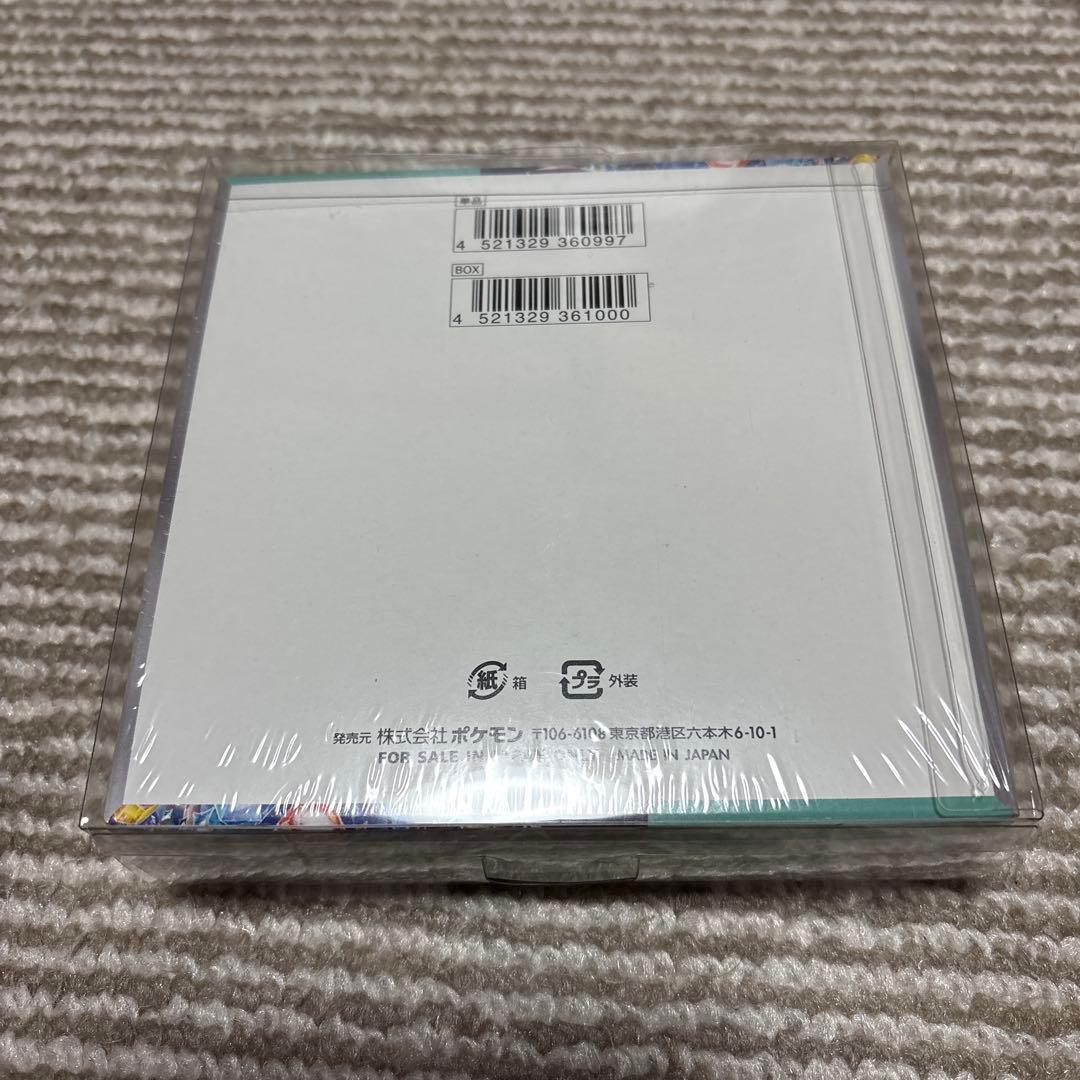 単品
4 521329 360997
BOX
4 521329 361000
紙 箱
プラ 外装
発売元 株式会社 ポケモン 〒106-6108 東京都港区六本木6-10-1
FOR SALE IN ONLY MADE IN JAPAN